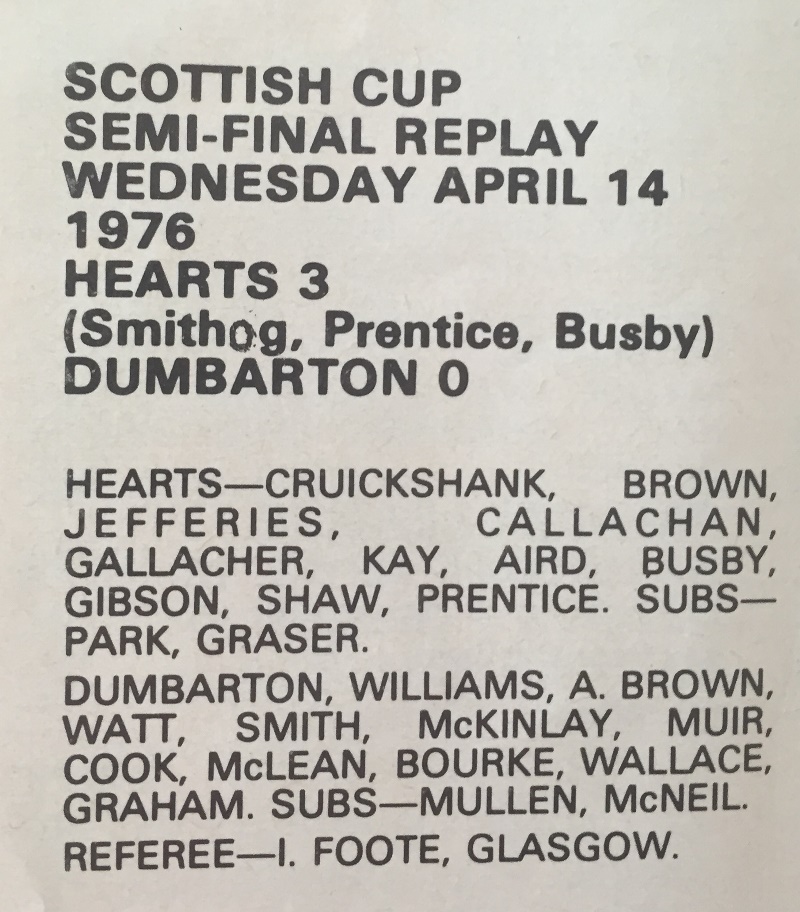 SCOTTISH CUP
SEMI-FINAL REPLAY
WEDNESDAY APRIL 14
1976
HEARTS 3
(Smithog, Prentice, Busby)
DUMBARTON 0
HEARTS—CRUICKSHANK, BROWN,
JEFFERIES, CALLACHAN,
GALLACHER, KAY, AIRD, BUSBY,
GIBSON, SHAW, PRENTICE. SUBS—
PARK, GRASER.
DUMBARTON, WILLIAMS, A. BROWN,
WATT, SMITH, McKINLAY, MUIR,
COOK, McLEAN, BOURKE, WALLACE,
GRAHAM. SUBS—MULLEN, McNEIL.
REFEREE—I. FOOTE, GLASGOW.